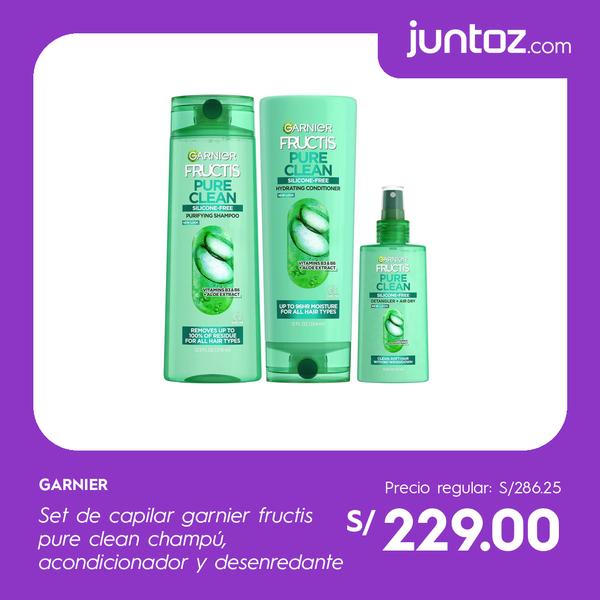 juntoz.com
GARNIER
FRUCTIS
PURE
CLEAN
SILICONE-FREE
PURIFYING SHAMPOO
VITAMINS B3 & B6
+ ALOE EXTRACT
REMOVES UP TO
100% OF RESIDUE
FOR ALL HAIR TYPES
GARNIER
FRUCTIS
PURE
CLEAN
SILICONE-FREE
HYDRATING CONDITIONER
VITAMINS B3 & B6
+ ALOE EXTRACT
UP TO 96HR MOISTURE
FOR ALL HAIR TYPES
GARNIER
FRUCTIS
PURE
CLEAN
SILICONE-FREE
DETANGLER + AIR DRY
GARNIER
Precio regular: S/286.25
Set de capilar garnier fructis
pure clean champú,
acondicionador y desenredante
S/ 229.00